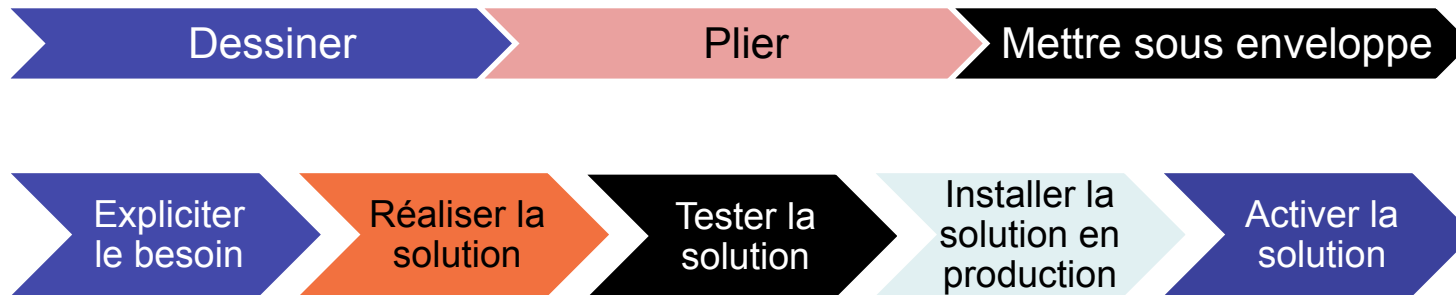 Dessiner
Plier
Mettre sous enveloppe
Expliciter
le besoin
Réaliser la
solution
Tester la
solution
Installer la
solution en
production
Activer la
solution